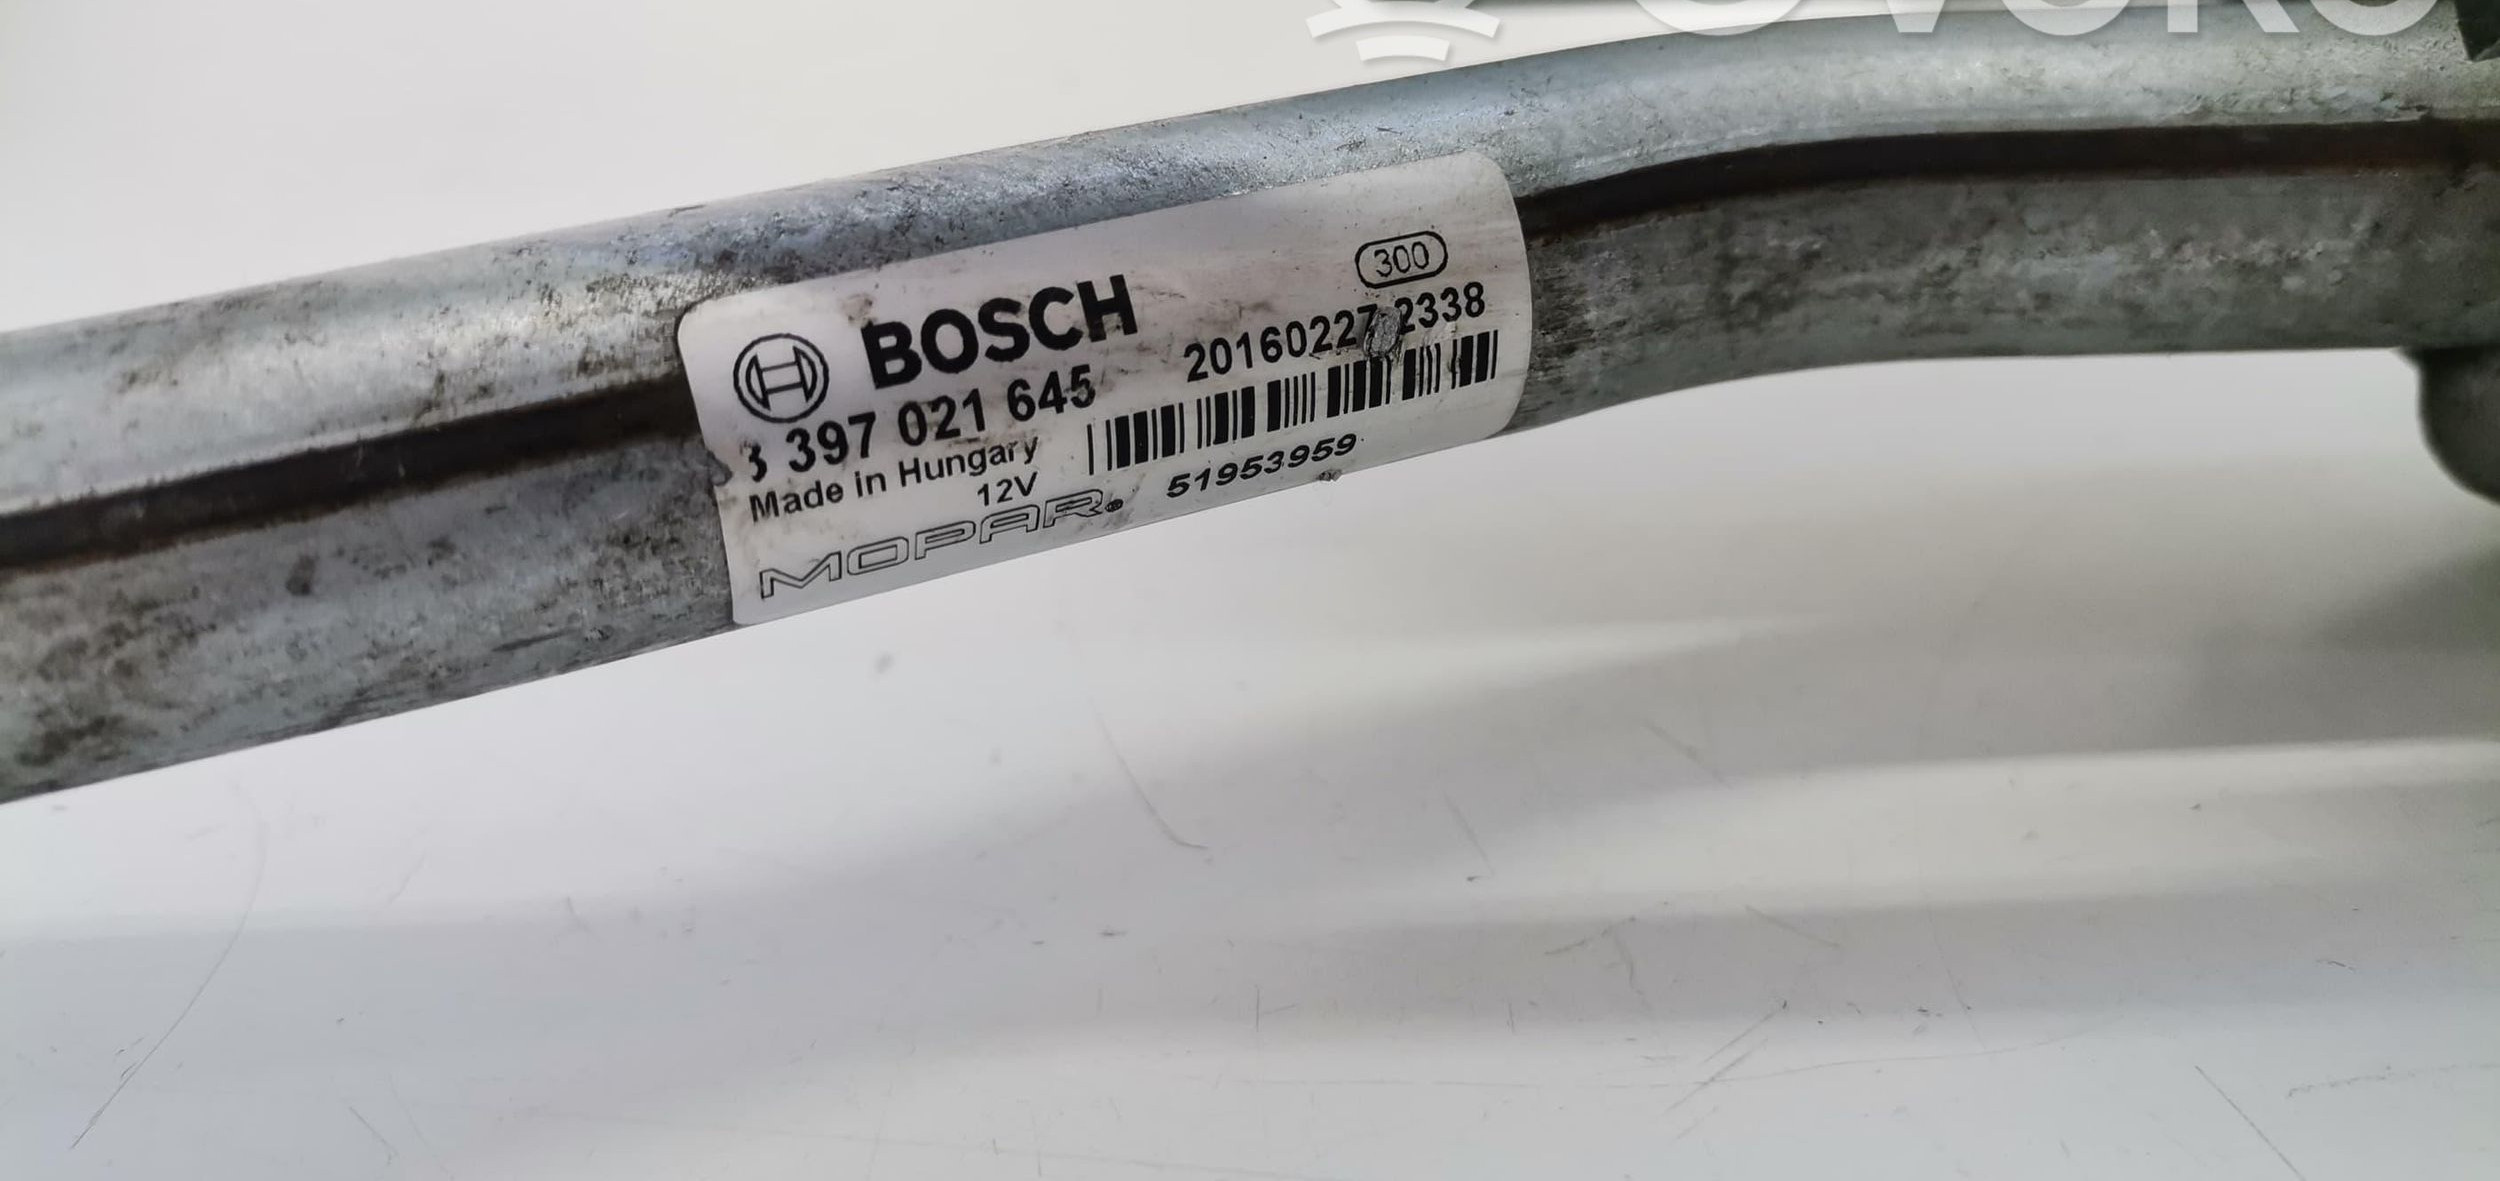 300
BOSCH
20160227 2338
3 397 021 645
Made in Hungary
12V
51953959
MOPAR®